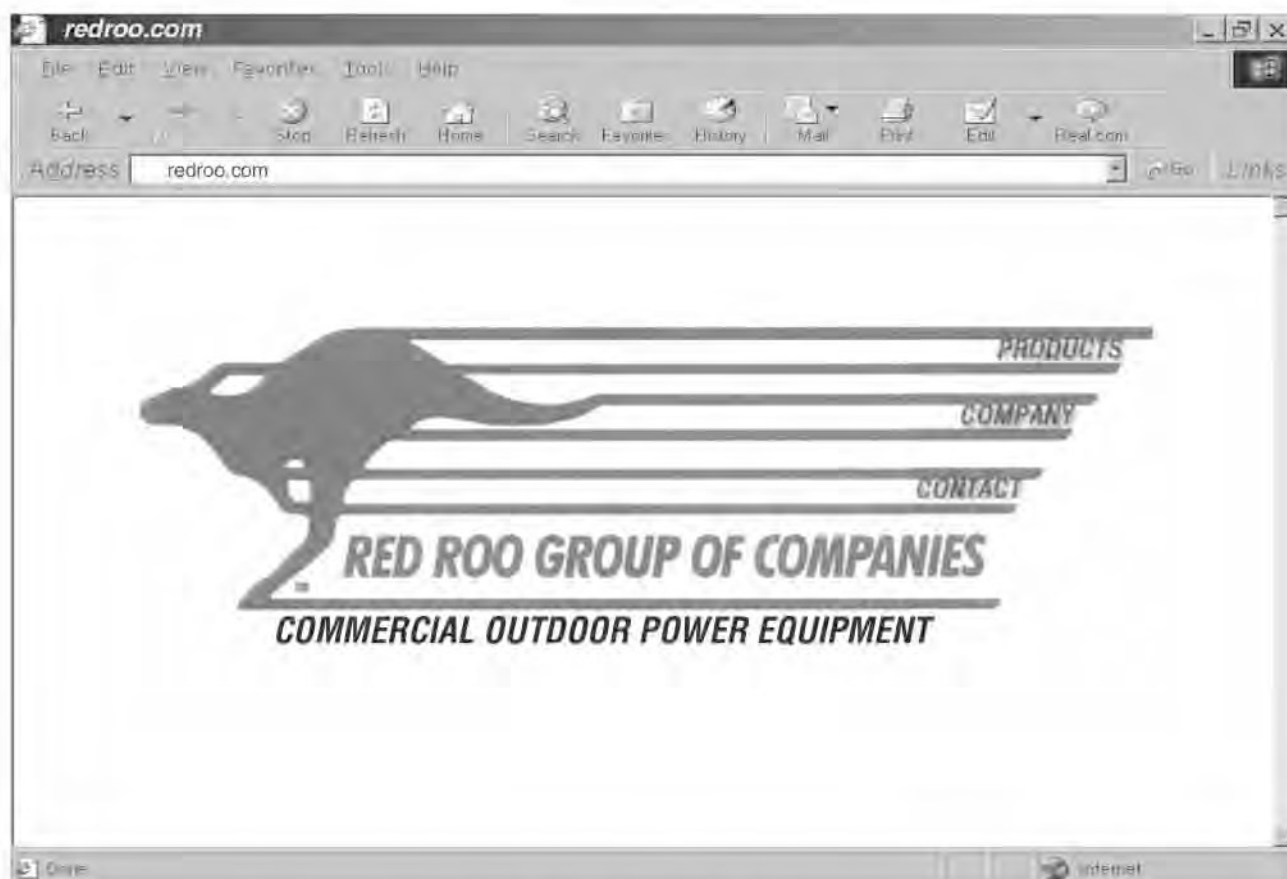 redroo.com
File Edit View Favorites Tools Help
Back Stop Refresh Home Search Favorites History Mail Print Edit Real.com
Address redroo.com Go Links
PRODUCTS
COMPANY
CONTACT
RED ROO GROUP OF COMPANIES
TM
COMMERCIAL OUTDOOR POWER EQUIPMENT
Done Internet